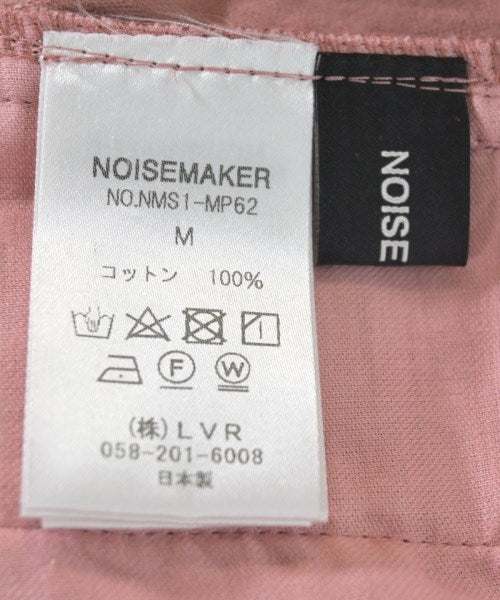 NOISEMAKER
NO.NMS1-MP62
M
コットン 100%
F W
(株)LVR
058-201-6008
日本製
NOISE